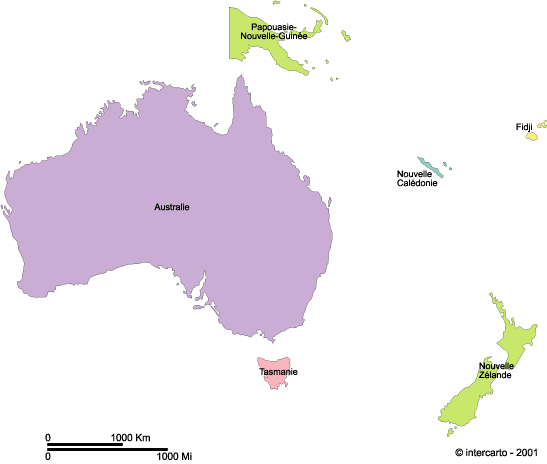 Papouasie-
Nouvelle-Guinée
Fidji
Nouvelle
Calédonie
Australie
Nouvelle
Zélande
Tasmanie
0 1000 Km
0 1000 Mi
© intercarto - 2001